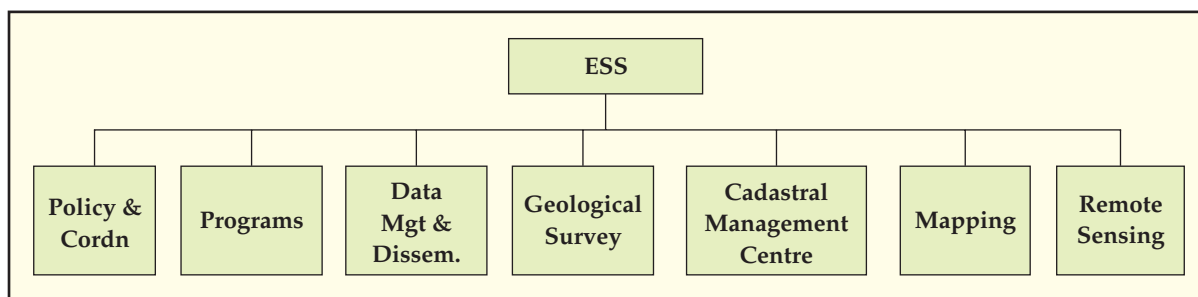 ESS
Policy &
Cordn
Programs
Data
Mgt &
Dissem.
Geological
Survey
Cadastral
Management
Centre
Mapping
Remote
Sensing